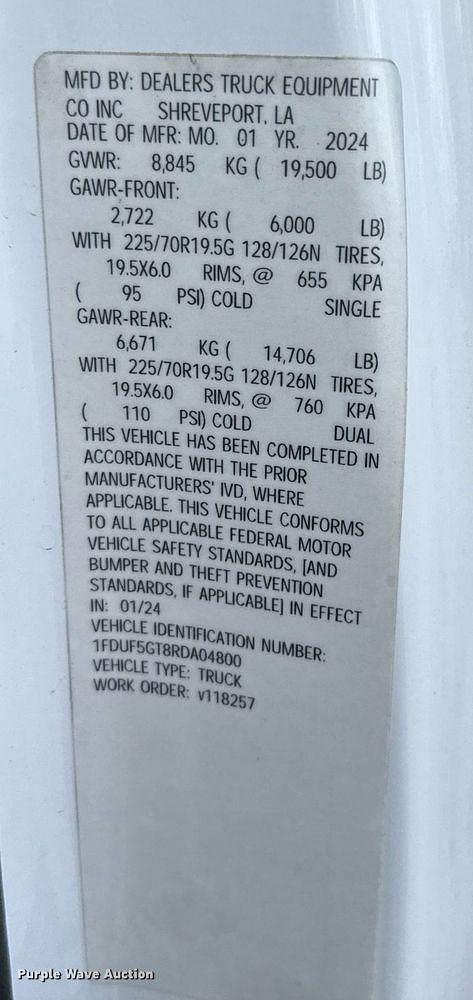 MFD BY: DEALERS TRUCK EQUIPMENT
CO INC SHREVEPORT, LA
DATE OF MFR: MO. 01 YR. 2024
GVWR: 8,845 KG ( 19,500 LB)
GAWR-FRONT:
2,722 KG ( 6,000 LB)
WITH 225/70R19.5G 128/126N TIRES,
19.5X6.0 RIMS, @ 655 KPA
( 95 PSI) COLD SINGLE
GAWR-REAR:
6,671 KG ( 14,706 LB)
WITH 225/70R19.5G 128/126N TIRES,
19.5X6.0 RIMS, @ 760 KPA
( 110 PSI) COLD DUAL
THIS VEHICLE HAS BEEN COMPLETED IN
ACCORDANCE WITH THE PRIOR
MANUFACTURERS' IVD, WHERE
APPLICABLE. THIS VEHICLE CONFORMS
TO ALL APPLICABLE FEDERAL MOTOR
VEHICLE SAFETY STANDARDS, [AND
BUMPER AND THEFT PREVENTION
STANDARDS, IF APPLICABLE] IN EFFECT
IN: 01/24
VEHICLE IDENTIFICATION NUMBER:
1FDUF5GT8RDA04800
VEHICLE TYPE: TRUCK
WORK ORDER: v118257
Purple Wave Auction